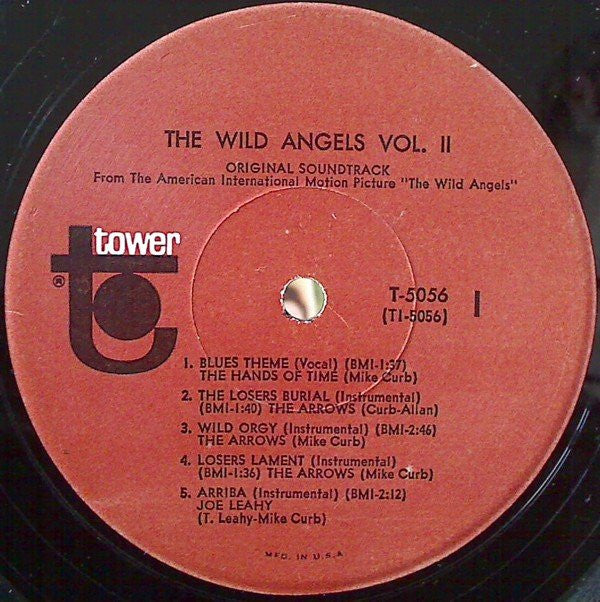 THE WILD ANGELS VOL. II
ORIGINAL SOUNDTRACK
From The American International Motion Picture "The Wild Angels"
tower
®
T-5056 I
(T1-5056)
1. BLUES THEME (Vocal) (BMI-1:37)
THE HANDS OF TIME (Mike Curb)
2. THE LOSERS BURIAL (Instrumental)
(BMI-1:40) THE ARROWS (Curb-Allan)
3. WILD ORGY (Instrumental) (BMI-2:46)
THE ARROWS (Mike Curb)
4. LOSERS LAMENT (Instrumental)
(BMI-1:36) THE ARROWS (Mike Curb)
5. ARRIBA (Instrumental) (BMI-2:12)
JOE LEAHY
(T. Leahy-Mike Curb)
MFD. IN U.S.A